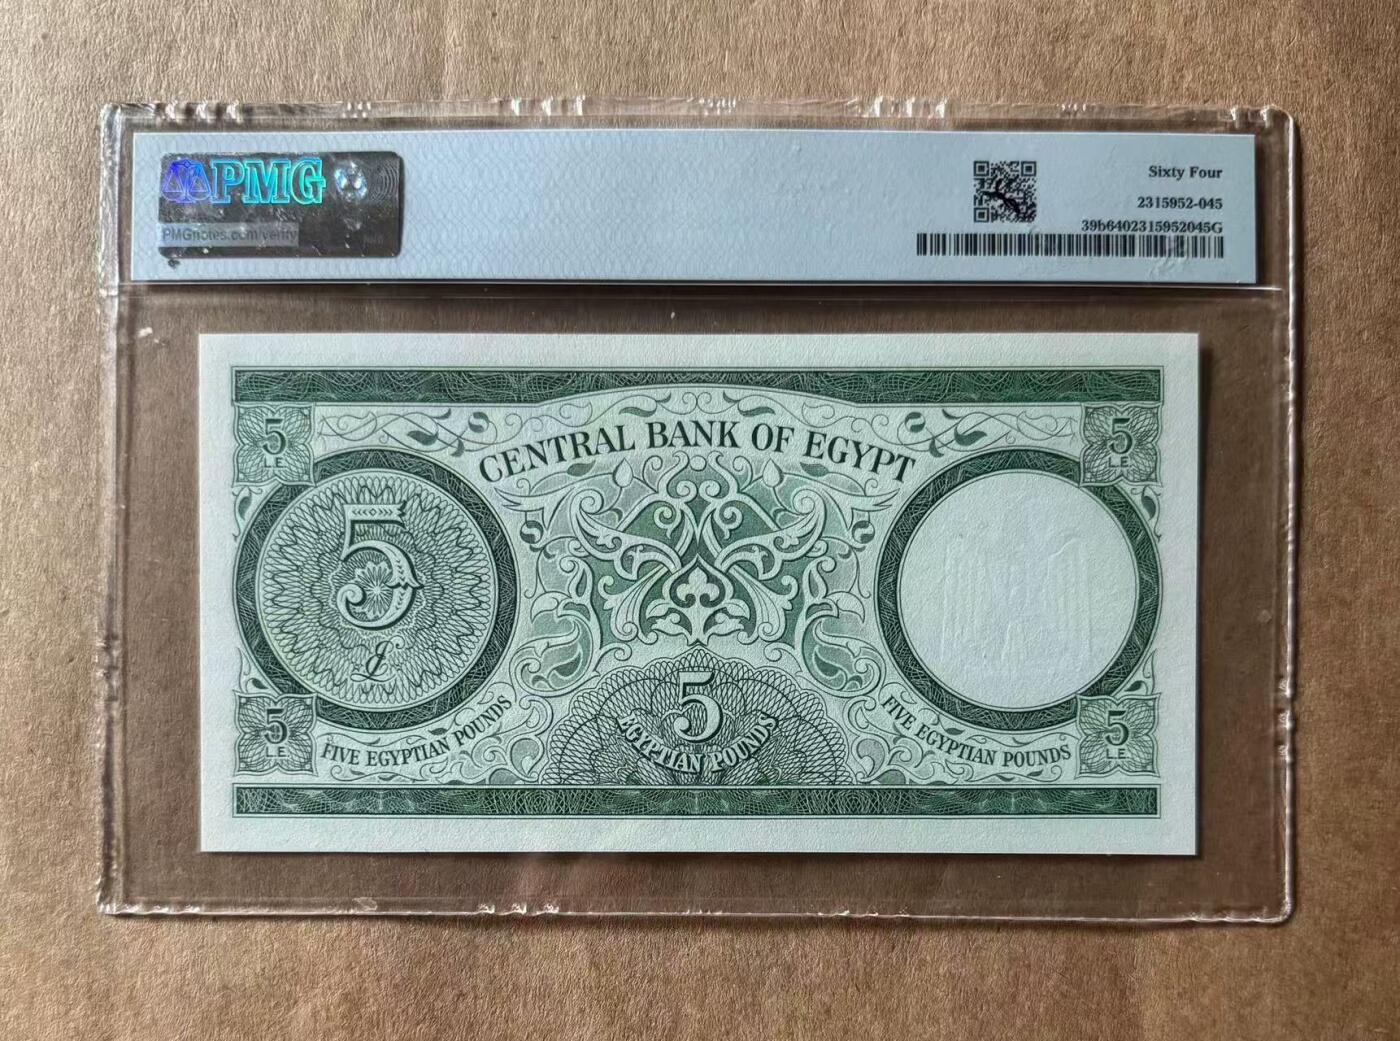 PMG
PMGnotes.com/verify
Sixty Four
2315952-045
39b6402315952045G
CENTRAL BANK OF EGYPT
5
L.E.
5
L.E.
5
£
5
EGYPTIAN POUNDS
5
L.E.
FIVE EGYPTIAN POUNDS
FIVE EGYPTIAN POUNDS
5
L.E.